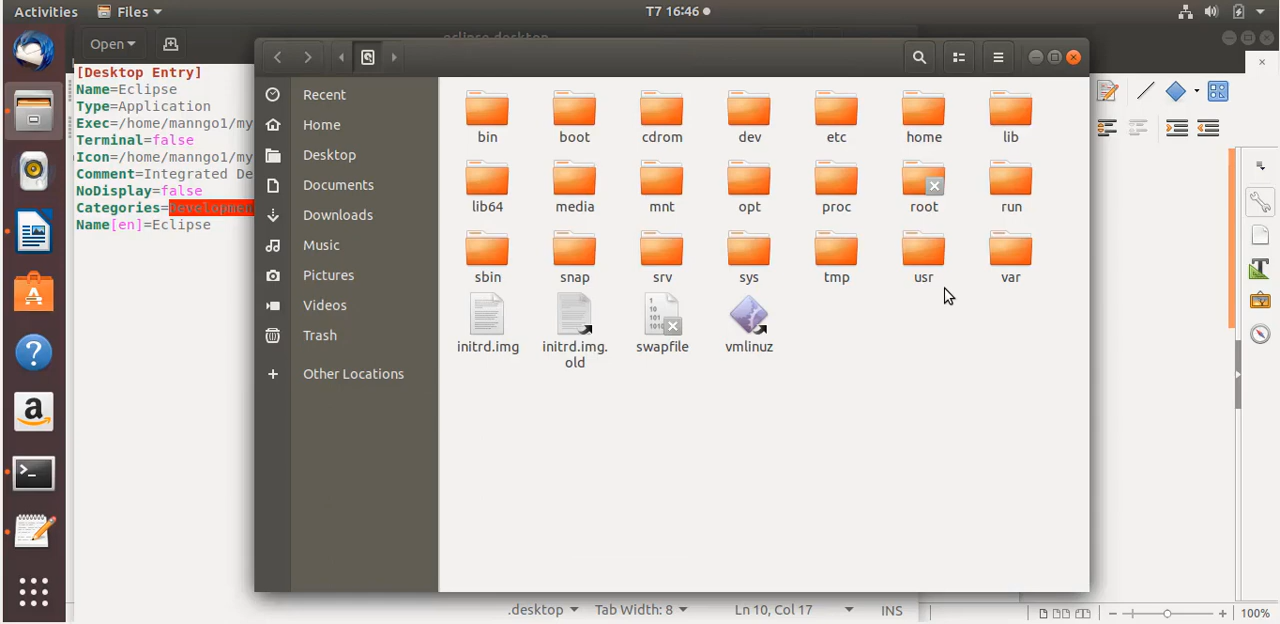 Activities Files T7 16:46
Open
[Desktop Entry]
Name=Eclipse
Type=Application
Exec=/home/manngo1/my
Terminal=false
Icon=/home/manngo1/my
Comment=Integrated De
NoDisplay=false
Categories=Developmen
Name[en]=Eclipse
Recent
Home
Desktop
Documents
Downloads
Music
Pictures
Videos
Trash
Other Locations
bin boot cdrom dev etc home lib
lib64 media mnt opt proc root run
sbin snap srv sys tmp usr var
initrd.img initrd.img.old swapfile vmlinuz
.desktop Tab Width: 8 Ln 10, Col 17 INS
100%